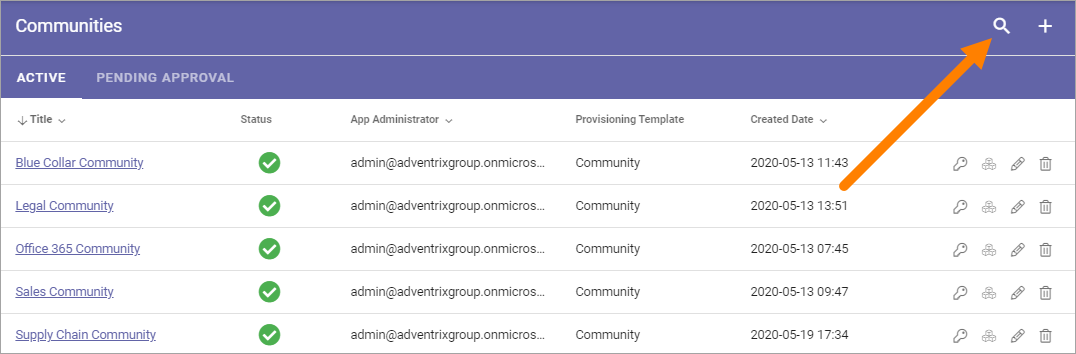 Communities
ACTIVE PENDING APPROVAL
Title Status App Administrator Provisioning Template Created Date
Blue Collar Community admin@adventrixgroup.onmicros... Community 2020-05-13 11:43
Legal Community admin@adventrixgroup.onmicros... Community 2020-05-13 13:51
Office 365 Community admin@adventrixgroup.onmicros... Community 2020-05-13 07:45
Sales Community admin@adventrixgroup.onmicros... Community 2020-05-13 09:47
Supply Chain Community admin@adventrixgroup.onmicros... Community 2020-05-19 17:34